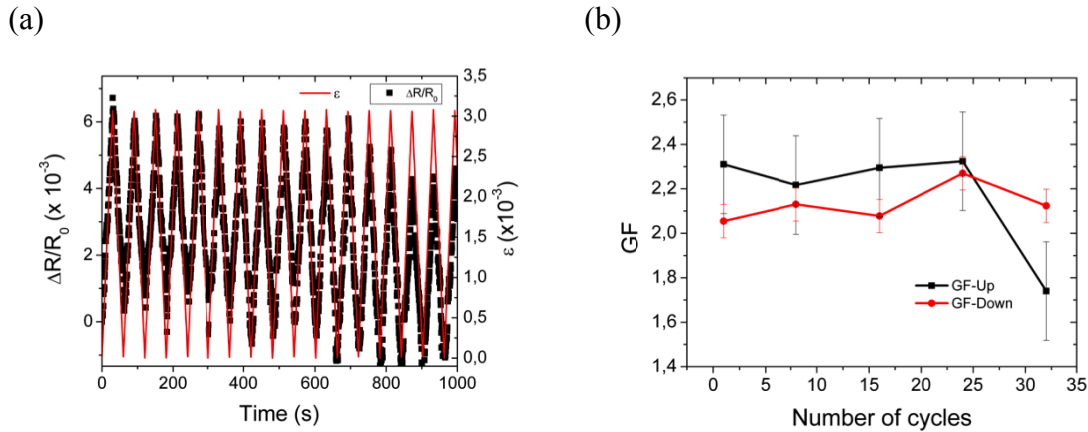 (a)
(b)
ε
ΔR/R0
3,5
3,0
2,5
2,0
1,5
1,0
0,5
0,0
6
4
2
0
ΔR/R0 (x 10-3)
ε (x10-3)
0 200 400 600 800 1000
Time (s)
2,6
2,4
2,2
2,0
1,8
1,6
1,4
GF
GF-Up
GF-Down
0 5 10 15 20 25 30 35
Number of cycles